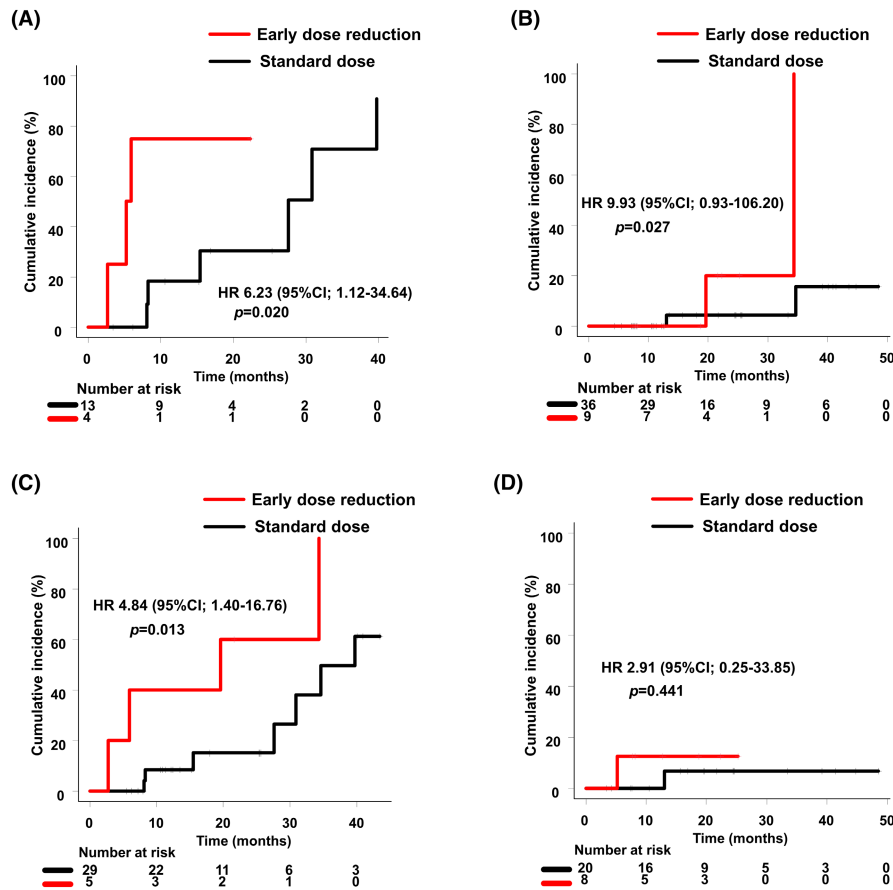 (A)
Early dose reduction
Standard dose
Cumulative incidence (%)
100
80
60
40
20
0
HR 6.23 (95%CI; 1.12-34.64)
p=0.020
0 10 20 30 40
Time (months)
Number at risk
13 9 4 2 0
4 1 1 0 0
(B)
Early dose reduction
Standard dose
Cumulative incidence (%)
100
80
60
40
20
0
HR 9.93 (95%CI; 0.93-106.20)
p=0.027
0 10 20 30 40 50
Time (months)
Number at risk
36 29 16 9 6 0
9 7 4 1 0 0
(C)
Early dose reduction
Standard dose
Cumulative incidence (%)
100
80
60
40
20
0
HR 4.84 (95%CI; 1.40-16.76)
p=0.013
0 10 20 30 40
Time (months)
Number at risk
29 22 11 6 3
5 3 2 1 0
(D)
Early dose reduction
Standard dose
Cumulative incidence (%)
100
80
60
40
20
0
HR 2.91 (95%CI; 0.25-33.85)
p=0.441
0 10 20 30 40 50
Time (months)
Number at risk
20 16 9 5 3 0
8 5 3 0 0 0